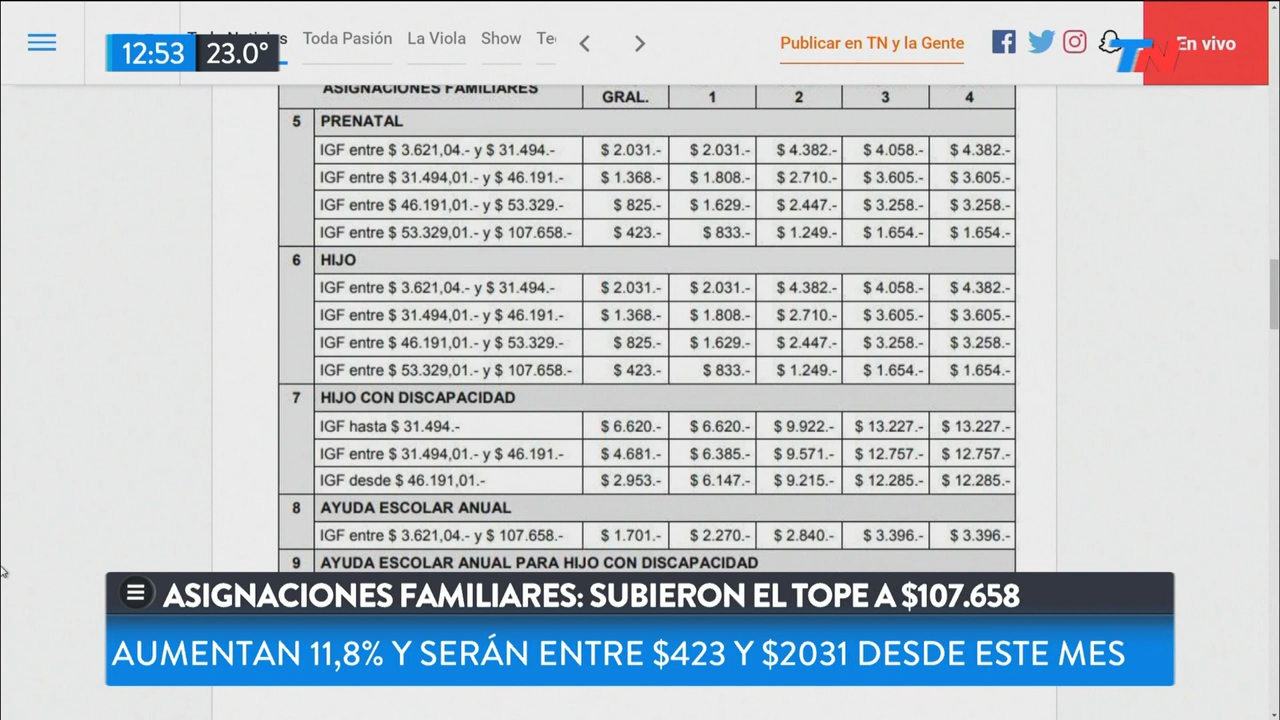 12:53 23.0°
Toda Pasión La Viola Show
Publicar en TN y la Gente
TN
En vivo
ASIGNACIONES FAMILIARES GRAL. 1 2 3 4
5 PRENATAL
IGF entre $ 3.621,04.- y $ 31.494.- $ 2.031.- $ 2.031.- $ 4.382.- $ 4.058.- $ 4.382.-
IGF entre $ 31.494,01.- y $ 46.191.- $ 1.368.- $ 1.808.- $ 2.710.- $ 3.605.- $ 3.605.-
IGF entre $ 46.191,01.- y $ 53.329.- $ 825.- $ 1.629.- $ 2.447.- $ 3.258.- $ 3.258.-
IGF entre $ 53.329,01.- y $ 107.658.- $ 423.- $ 833.- $ 1.249.- $ 1.654.- $ 1.654.-
6 HIJO
IGF entre $ 3.621,04.- y $ 31.494.- $ 2.031.- $ 2.031.- $ 4.382.- $ 4.058.- $ 4.382.-
IGF entre $ 31.494,01.- y $ 46.191.- $ 1.368.- $ 1.808.- $ 2.710.- $ 3.605.- $ 3.605.-
IGF entre $ 46.191,01.- y $ 53.329.- $ 825.- $ 1.629.- $ 2.447.- $ 3.258.- $ 3.258.-
IGF entre $ 53.329,01.- y $ 107.658.- $ 423.- $ 833.- $ 1.249.- $ 1.654.- $ 1.654.-
7 HIJO CON DISCAPACIDAD
IGF hasta $ 31.494.- $ 6.620.- $ 6.620.- $ 9.922.- $ 13.227.- $ 13.227.-
IGF entre $ 31.494,01.- y $ 46.191.- $ 4.681.- $ 6.385.- $ 9.571.- $ 12.757.- $ 12.757.-
IGF desde $ 46.191,01.- $ 2.953.- $ 6.147.- $ 9.215.- $ 12.285.- $ 12.285.-
8 AYUDA ESCOLAR ANUAL
IGF entre $ 3.621,04.- y $ 107.658.- $ 1.701.- $ 2.270.- $ 2.840.- $ 3.396.- $ 3.396.-
9 AYUDA ESCOLAR ANUAL PARA HIJO CON DISCAPACIDAD
ASIGNACIONES FAMILIARES: SUBIERON EL TOPE A $107.658
AUMENTAN 11,8% Y SERÁN ENTRE $423 Y $2031 DESDE ESTE MES